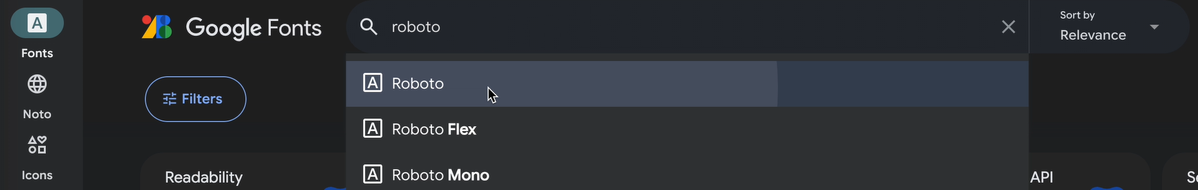 A
Fonts
Noto
Icons
Google Fonts
roboto
Sort by
Relevance
Filters
A Roboto
A Roboto Flex
A Roboto Mono
Readability
API